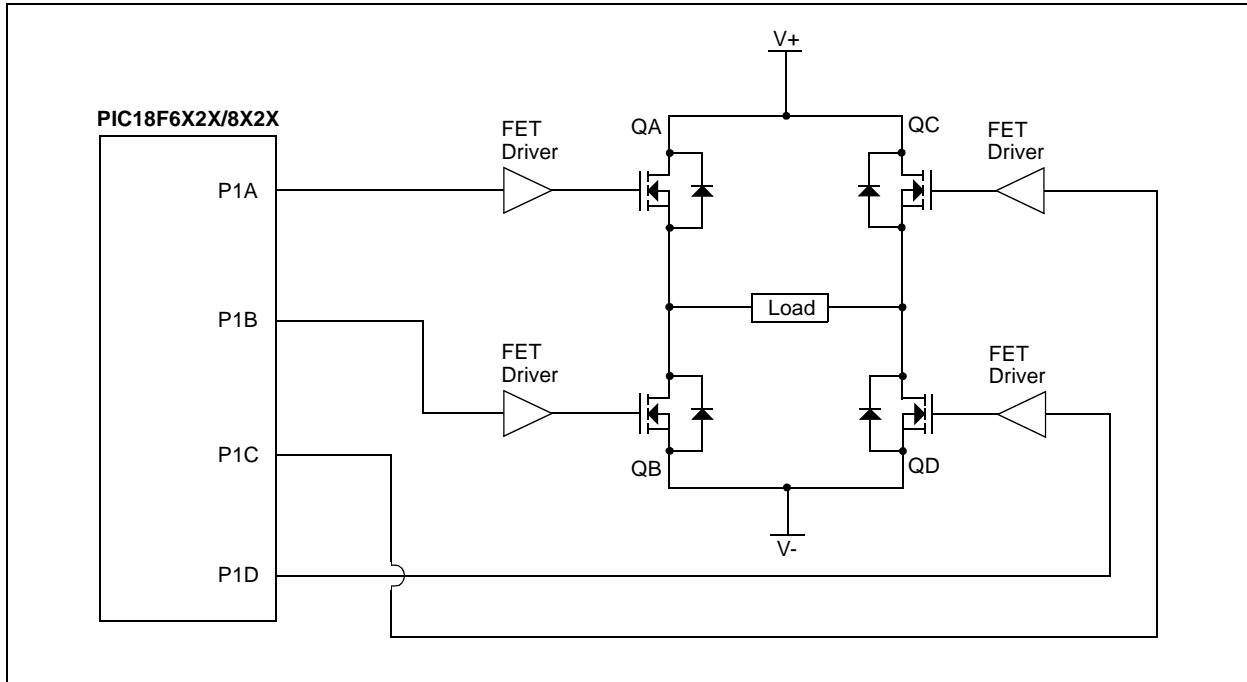 V+
PIC18F6X2X/8X2X
FET
Driver
QA
QC
FET
Driver
P1A
P1B
Load
FET
Driver
FET
Driver
P1C
QB
QD
V-
P1D